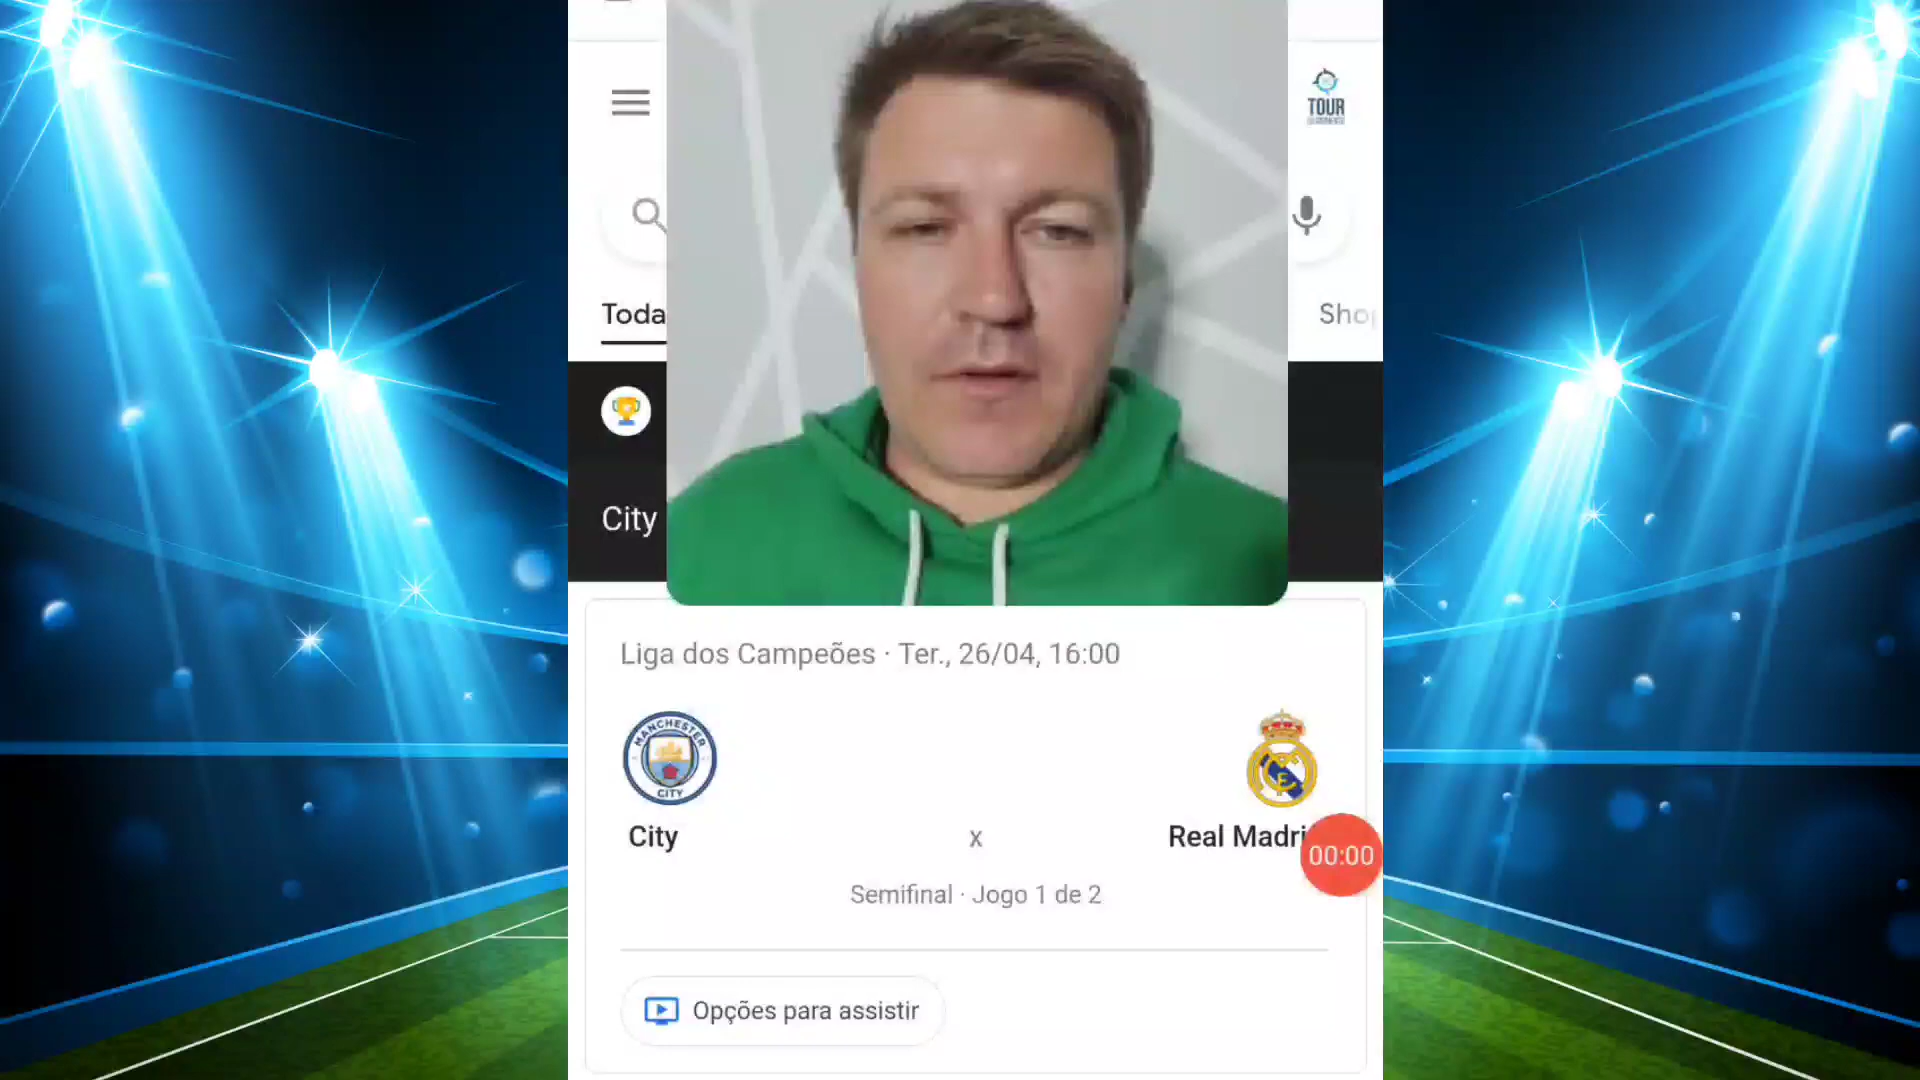 TOUR
Toda
Sho
City
Liga dos Campeões · Ter., 26/04, 16:00
MANCHESTER
CITY
City
x
Real Madri
00:00
Semifinal · Jogo 1 de 2
Opções para assistir